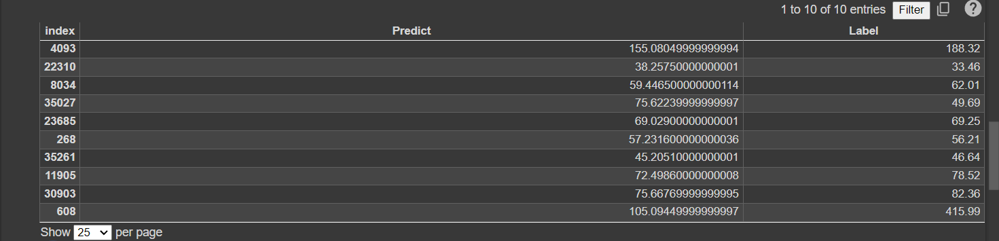 1 to 10 of 10 entries Filter ?
index Predict Label
4093 155.08049999999994 188.32
22310 38.25750000000001 33.46
8034 59.446500000000114 62.01
35027 75.62239999999997 49.69
23685 69.02900000000001 69.25
268 57.231600000000036 56.21
35261 45.20510000000001 46.64
11905 72.49860000000008 78.52
30903 75.66769999999995 82.36
608 105.09449999999997 415.99
Show 25 per page